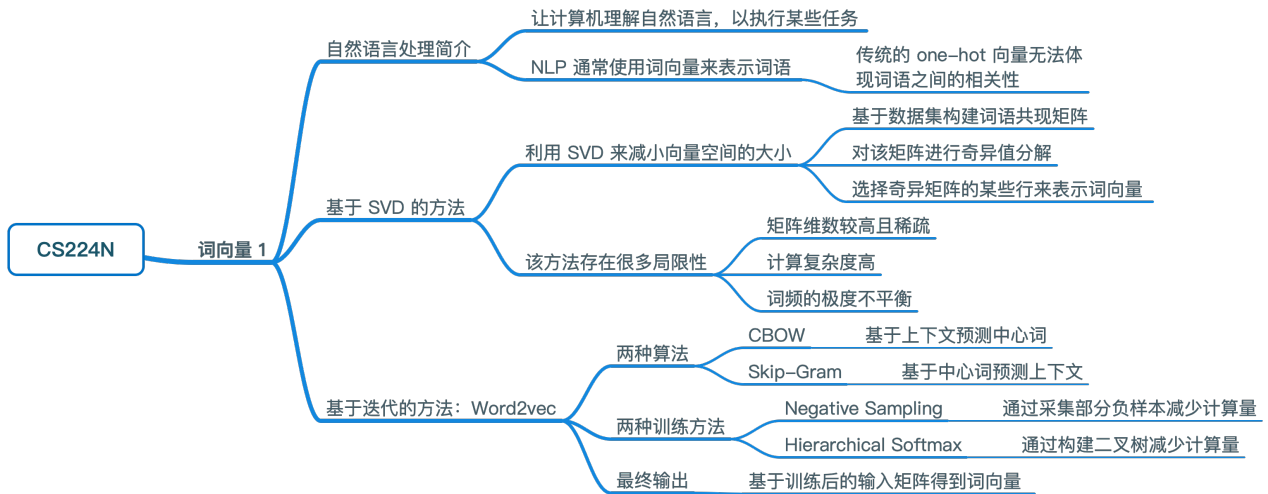 CS224N
词向量 1
自然语言处理简介
让计算机理解自然语言，以执行某些任务
NLP 通常使用词向量来表示词语
传统的 one-hot 向量无法体
现词语之间的相关性
基于 SVD 的方法
利用 SVD 来减小向量空间的大小
基于数据集构建词语共现矩阵
对该矩阵进行奇异值分解
选择奇异矩阵的某些行来表示词向量
该方法存在很多局限性
矩阵维数较高且稀疏
计算复杂度高
词频的极度不平衡
基于迭代的方法：Word2vec
两种算法
CBOW
基于上下文预测中心词
Skip-Gram
基于中心词预测上下文
两种训练方法
Negative Sampling
通过采集部分负样本减少计算量
Hierarchical Softmax
通过构建二叉树减少计算量
最终输出
基于训练后的输入矩阵得到词向量